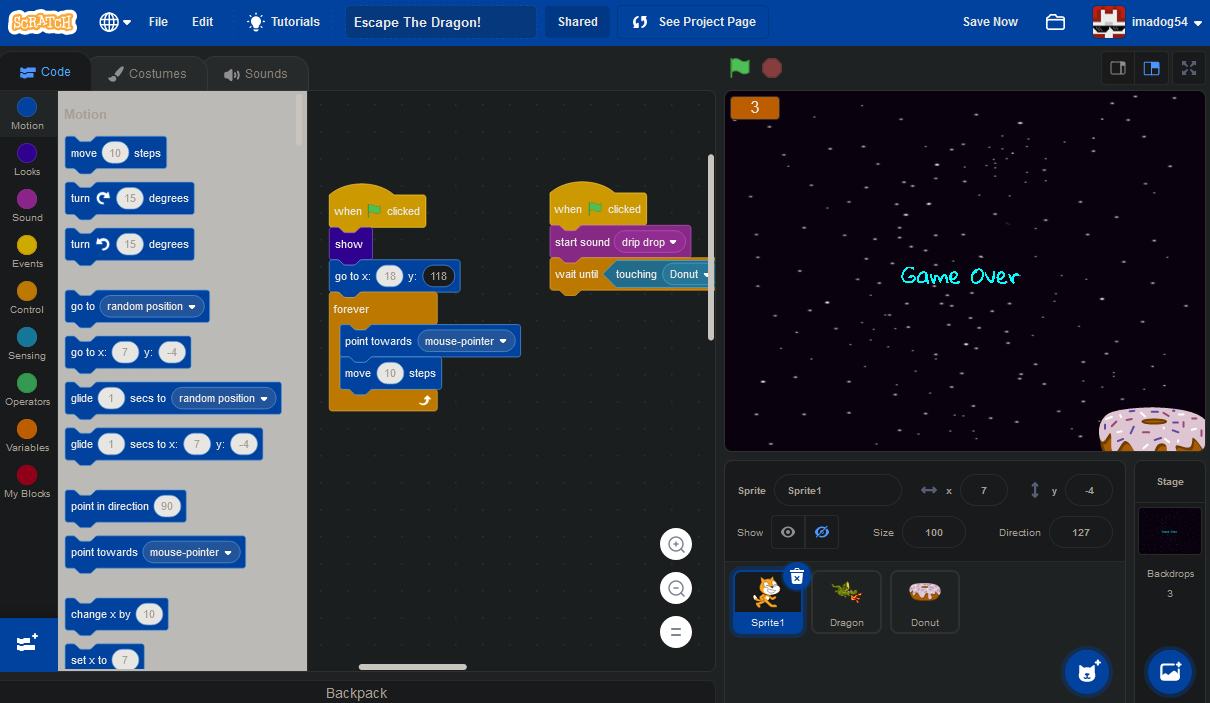 SCRATCH File Edit Tutorials Escape The Dragon! Shared See Project Page Save Now imadog54
Code Costumes Sounds
Motion
Looks
Sound
Events
Control
Sensing
Operators
Variables
My Blocks
Motion
move 10 steps
turn 15 degrees
turn 15 degrees
go to random position
go to x: 7 y: -4
glide 1 secs to random position
glide 1 secs to x: 7 y: -4
point in direction 90
point towards mouse-pointer
change x by 10
set x to 7
when clicked
show
go to x: 18 y: 118
forever
point towards mouse-pointer
move 10 steps
when clicked
start sound drip drop
wait until touching Donut
Backpack
3
Game Over
Sprite Sprite1 x 7 y -4
Show Size 100 Direction 127
Sprite1 Dragon Donut
Stage
Backdrops
3